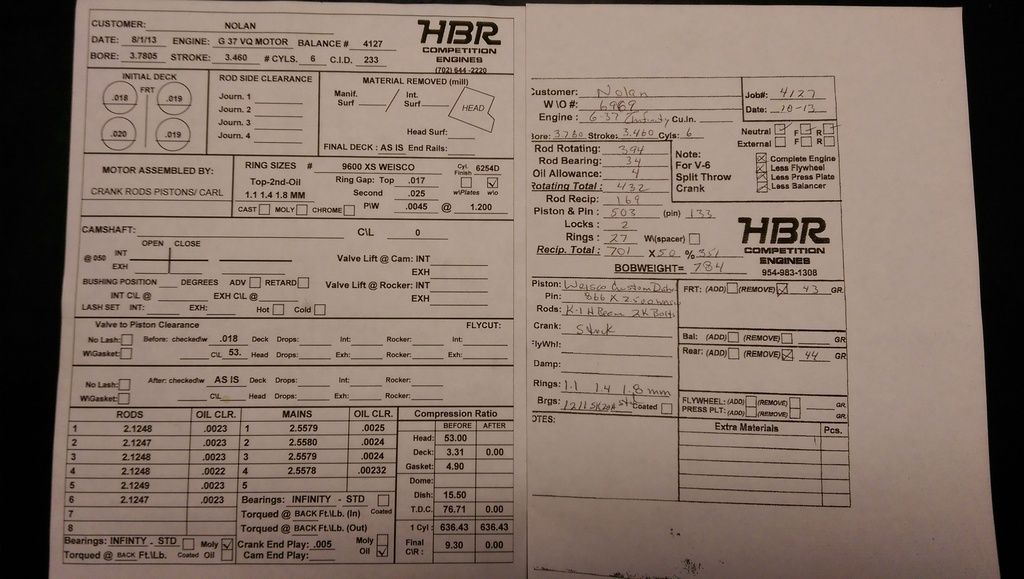 CUSTOMER: NOLAN
HBR
COMPETITION
ENGINES
(702) 644-2220
DATE: 8/1/13 ENGINE: G 37 VQ MOTOR BALANCE # 4127
BORE: 3.7805 STROKE: 3.460 # CYLS. 6 C.I.D. 233
INITIAL DECK
FRT
.018 .019
.020 .019
ROD SIDE CLEARANCE
Journ. 1
Journ. 2
Journ. 3
Journ. 4
MATERIAL REMOVED (mill)
Manif. Surf
Int. Surf
HEAD
Head Surf:
FINAL DECK : AS IS End Rails:
MOTOR ASSEMBLED BY:
CRANK RODS PISTONS/ CARL
RING SIZES # 9600 XS WEISCO
Cyl. Finish 6254D
Top-2nd-Oil Ring Gap: Top .017
1.1 1.4 1.8 MM Second .025 w\Plates w\o
CAST MOLY CHROME P\W .0045 @ 1.200
CAMSHAFT: C\L 0
OPEN CLOSE
@ 050 INT
EXH
Valve Lift @ Cam: INT
EXH
BUSHING POSITION DEGREES ADV RETARD
Valve Lift @ Rocker: INT
INT C\L @ EXH C\L @ EXH
LASH SET INT: EXH: Hot Cold
Valve to Piston Clearance FLYCUT:
No Lash: Before: checked\w .018 Deck Drops: Int: Rocker: Int:
W\Gasket: C\L 53. Head Drops: Exh: Rocker: Exh:
No Lash: After: checked\w AS IS Deck Drops: Int: Rocker:
W\Gasket: C\L Head Drops: Exh: Rocker:
RODS OIL CLR. MAINS OIL CLR. Compression Ratio
BEFORE AFTER
1 2.1248 .0023 1 2.5579 .0025
2 2.1247 .0023 2 2.5580 .0024
3 2.1248 .0023 3 2.5579 .0024
4 2.1248 .0022 4 2.5578 .00232
5 2.1249 .0023 5
6 2.1247 .0023
7
8
Head: 53.00
Deck: 3.31 0.00
Gasket: 4.90
Dome:
Dish: 15.50
T.D.C. 76.71 0.00
1 Cyl : 636.43 636.43
Final C\R : 9.30 0.00
Bearings: INFINITY - STD
Torqued @ BACK Ft.\Lb. (In) Coated
Torqued @ BACK Ft.\Lb. (Out)
Bearings: INFINTY - STD Moly
Torqued @ BACK Ft.\Lb. Coated Oil
Crank End Play: .005 Moly
Cam End Play: Oil
Customer: Nolan
W\O #: 6969
Engine : G-37 Cu.In.
Bore: 3.780 Stroke: 3.460 Cyls: 6
Job#: 4127
Date: 10-13
Neutral F R
External F R
Rod Rotating: 394
Rod Bearing: 34
Oil Allowance: 4
Rotating Total : 432
Rod Recip: 169
Piston & Pin : 503 (pin) 133
Locks : 2
Rings : 27 W\(spacer)
Recip. Total : 701 X 50 % 351
BOBWEIGHT= 784
Note:
For V-6
Split Throw
Crank
Complete Engine
Less Flywheel
Less Press Plate
Less Balancer
HBR
COMPETITION
ENGINES
954-983-1308
Piston: Weisco Custom
Pin: 866 X 2500
Rods: K-1 H Beam 2K Bolts
Crank: Stock
FlyWhl:
Damp:
Rings: 1.1 1.4 1.8 mm
Brgs: Std Coated
NOTES:
FRT: (ADD) (REMOVE) 43 GR.
Bal: (ADD) (REMOVE) GR
Rear: (ADD) (REMOVE) 44 GR
FLYWHEEL: (ADD) (REMOVE) GR
PRESS PLT: (ADD) (REMOVE) GR.
Extra Materials Pcs.